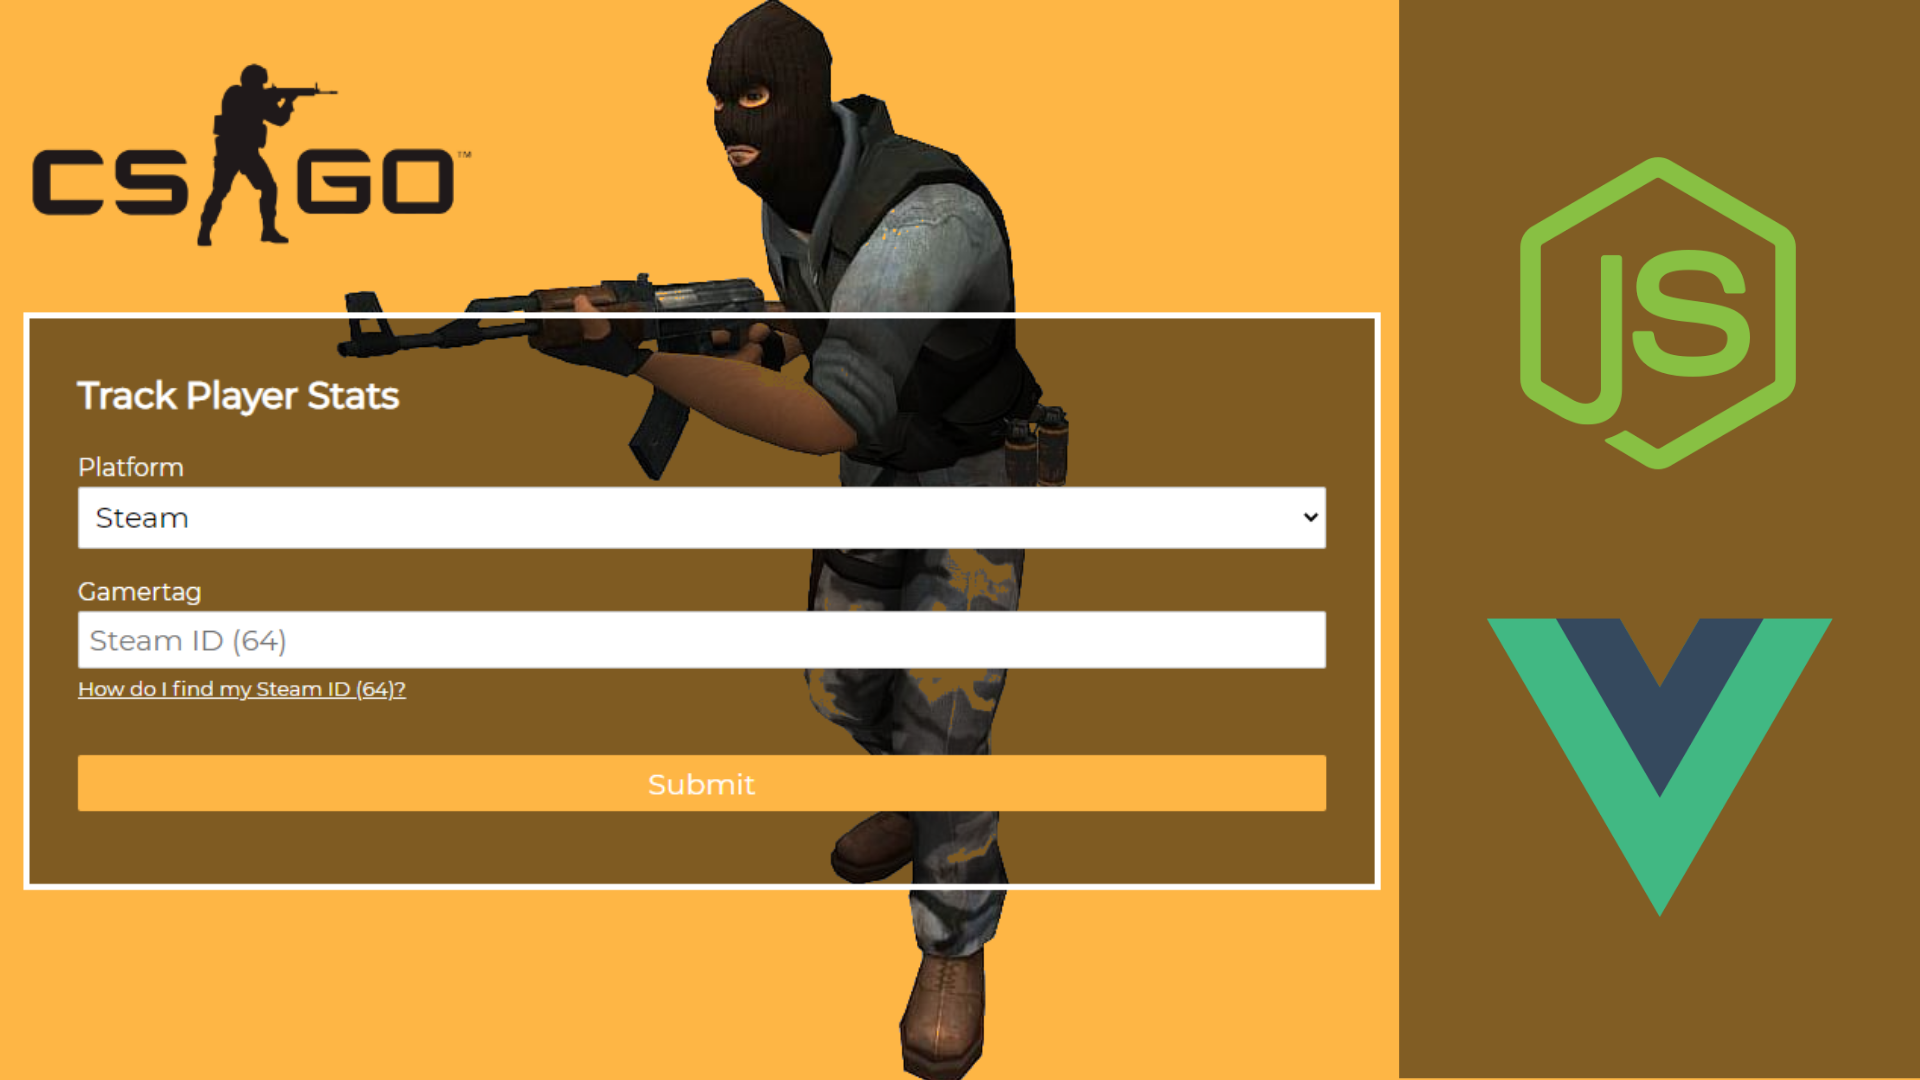 CS GO™
Track Player Stats
Platform
Steam
Gamertag
Steam ID (64)
How do I find my Steam ID (64)?
Submit
JS